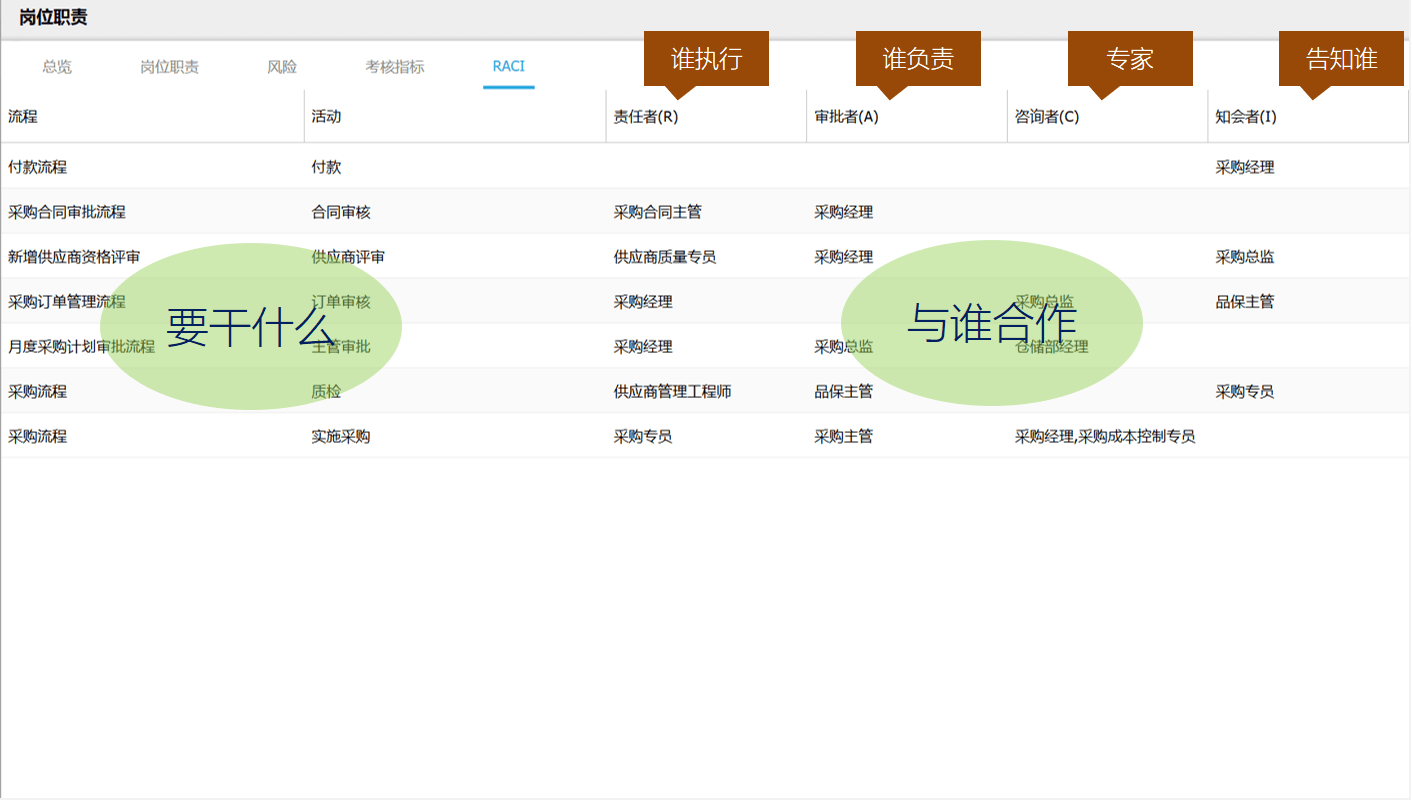 岗位职责
谁执行 谁负责 专家 告知谁
总览 岗位职责 风险 考核指标 RACI
流程 活动 责任者(R) 审批者(A) 咨询者(C) 知会者(I)
付款流程 付款 采购经理
采购合同审批流程 合同审核 采购合同主管 采购经理
新增供应商资格评审 供应商评审 供应商质量专员 采购经理 采购总监
采购订单管理流程 订单审核 采购经理 采购总监 品保主管
要干什么 与谁合作
月度采购计划审批流程 主管审批 采购经理 采购总监 仓储部经理
采购流程 质检 供应商管理工程师 品保主管 采购专员
采购流程 实施采购 采购专员 采购主管 采购经理,采购成本控制专员